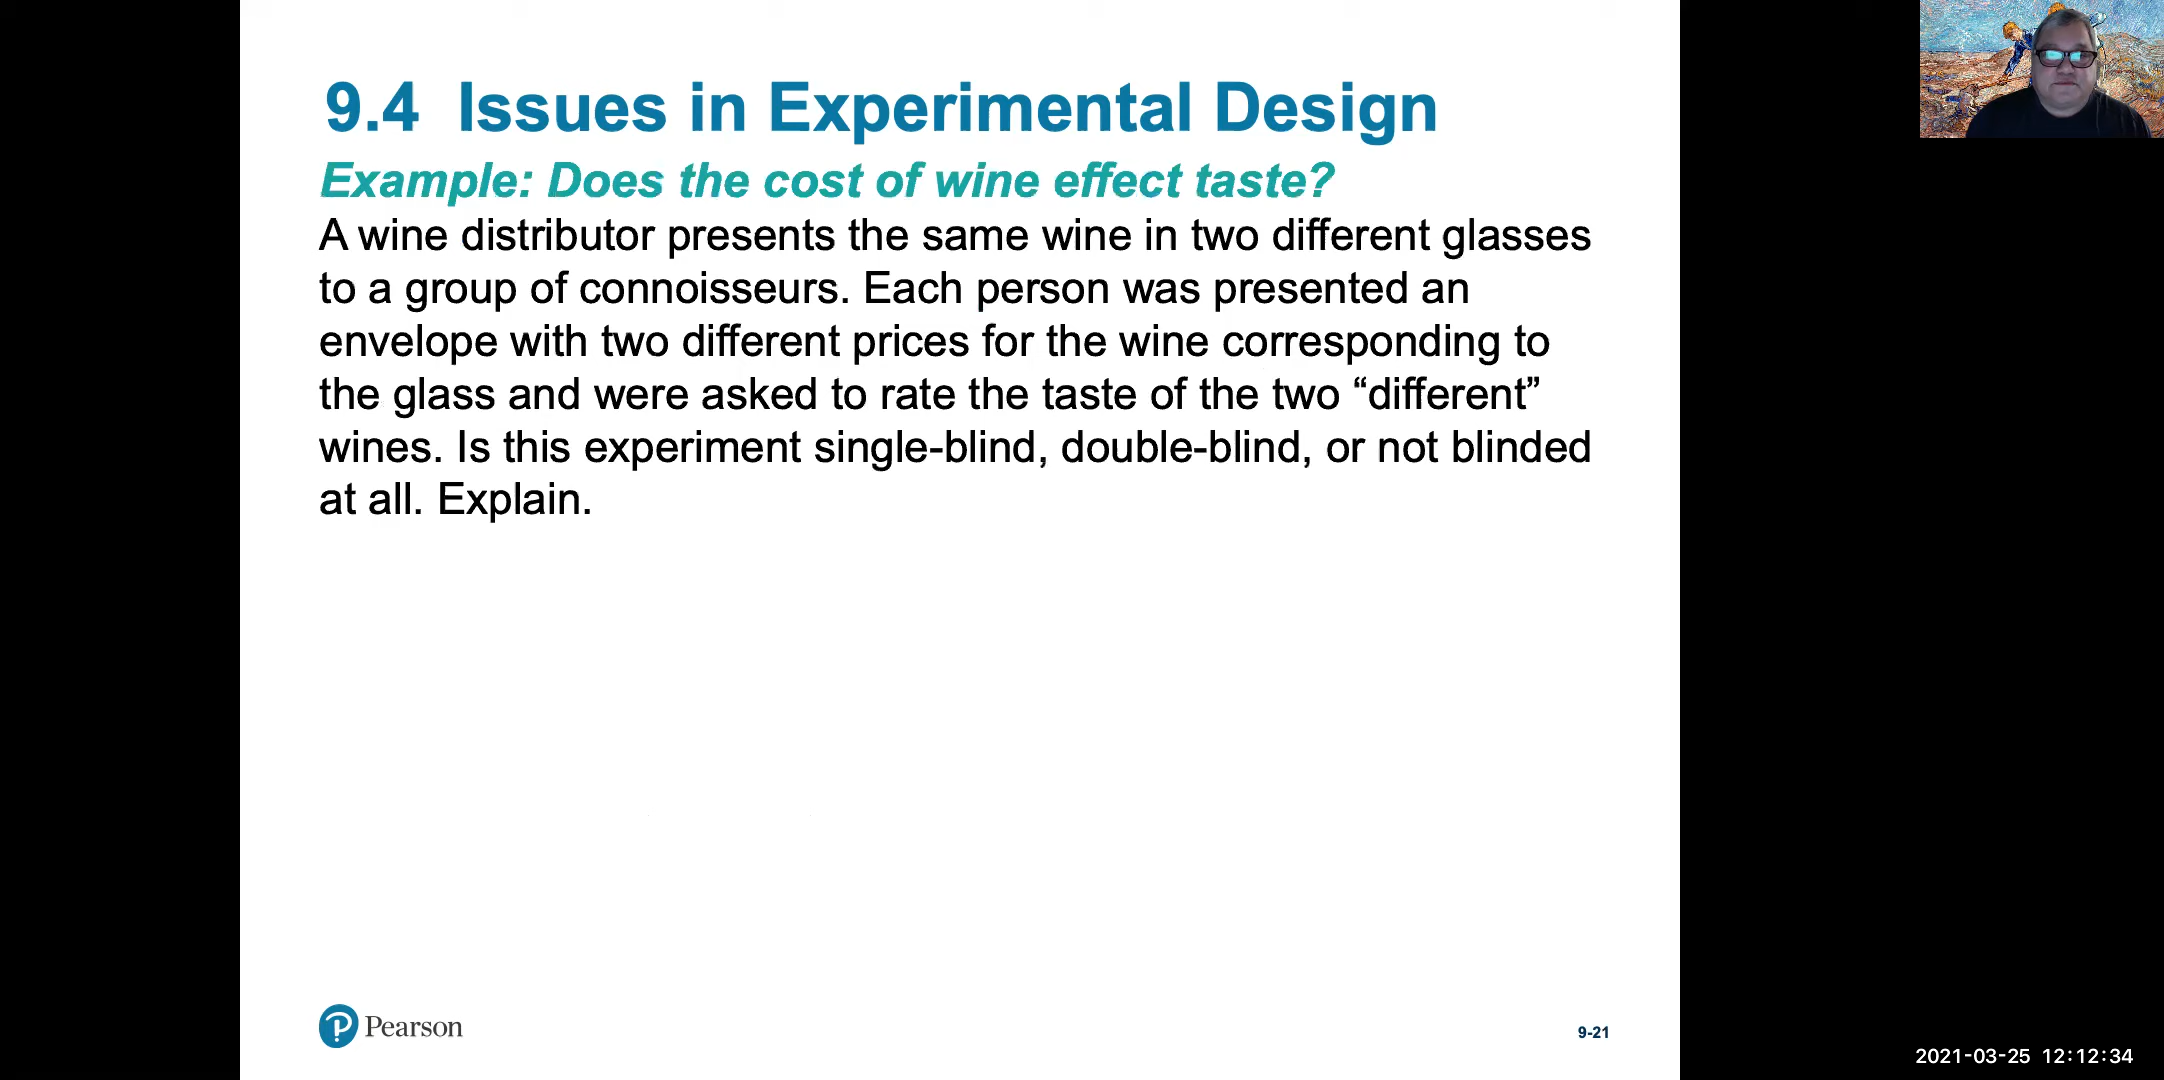 9.4 Issues in Experimental Design
Example: Does the cost of wine effect taste?
A wine distributor presents the same wine in two different glasses
to a group of connoisseurs. Each person was presented an
envelope with two different prices for the wine corresponding to
the glass and were asked to rate the taste of the two “different”
wines. Is this experiment single-blind, double-blind, or not blinded
at all. Explain.
Pearson
9-21
2021-03-25 12:12:34